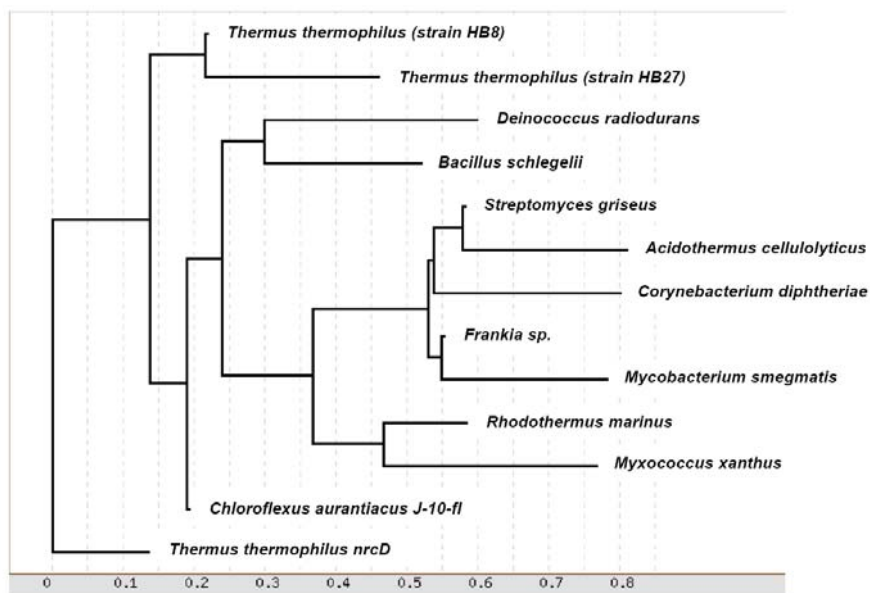 Thermus thermophilus (strain HB8)
Thermus thermophilus (strain HB27)
Deinococcus radiodurans
Bacillus schlegelii
Streptomyces griseus
Acidothermus cellulolyticus
Corynebacterium diphtheriae
Frankia sp.
Mycobacterium smegmatis
Rhodothermus marinus
Myxococcus xanthus
Chloroflexus aurantiacus J-10-fl
Thermus thermophilus nrcD
0 0.1 0.2 0.3 0.4 0.5 0.6 0.7 0.8